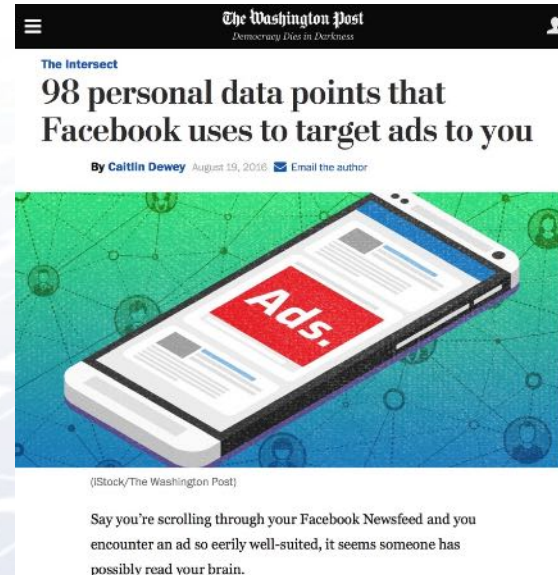 The Washington Post
Democracy Dies in Darkness
The Intersect
98 personal data points that
Facebook uses to target ads to you
By Caitlin Dewey August 19, 2016 Email the author
Ads.
(iStock/The Washington Post)
Say you're scrolling through your Facebook Newsfeed and you
encounter an ad so eerily well-suited, it seems someone has
possibly read your brain.